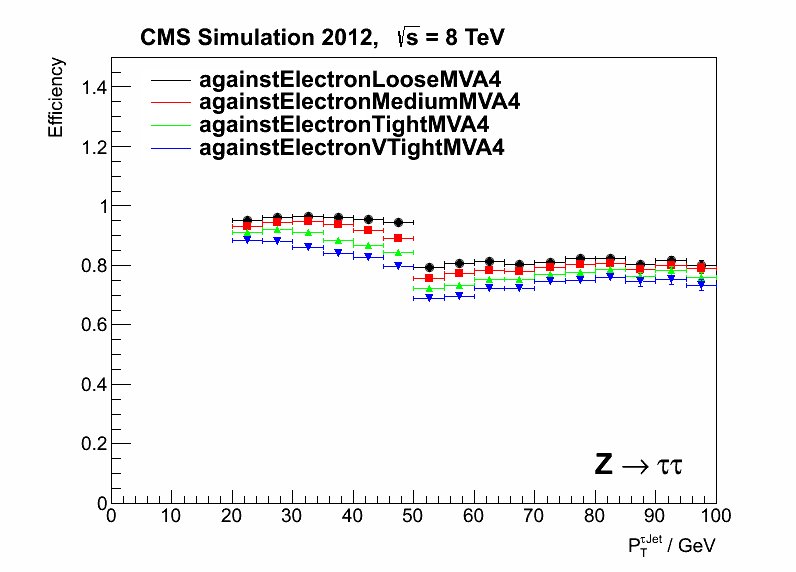 CMS Simulation 2012, √s = 8 TeV
Efficiency
againstElectronLooseMVA4
againstElectronMediumMVA4
againstElectronTightMVA4
againstElectronVTightMVA4
1.4
1.2
1
0.8
0.6
0.4
0.2
0
Z → ττ
0 10 20 30 40 50 60 70 80 90 100
P_T^τJet / GeV